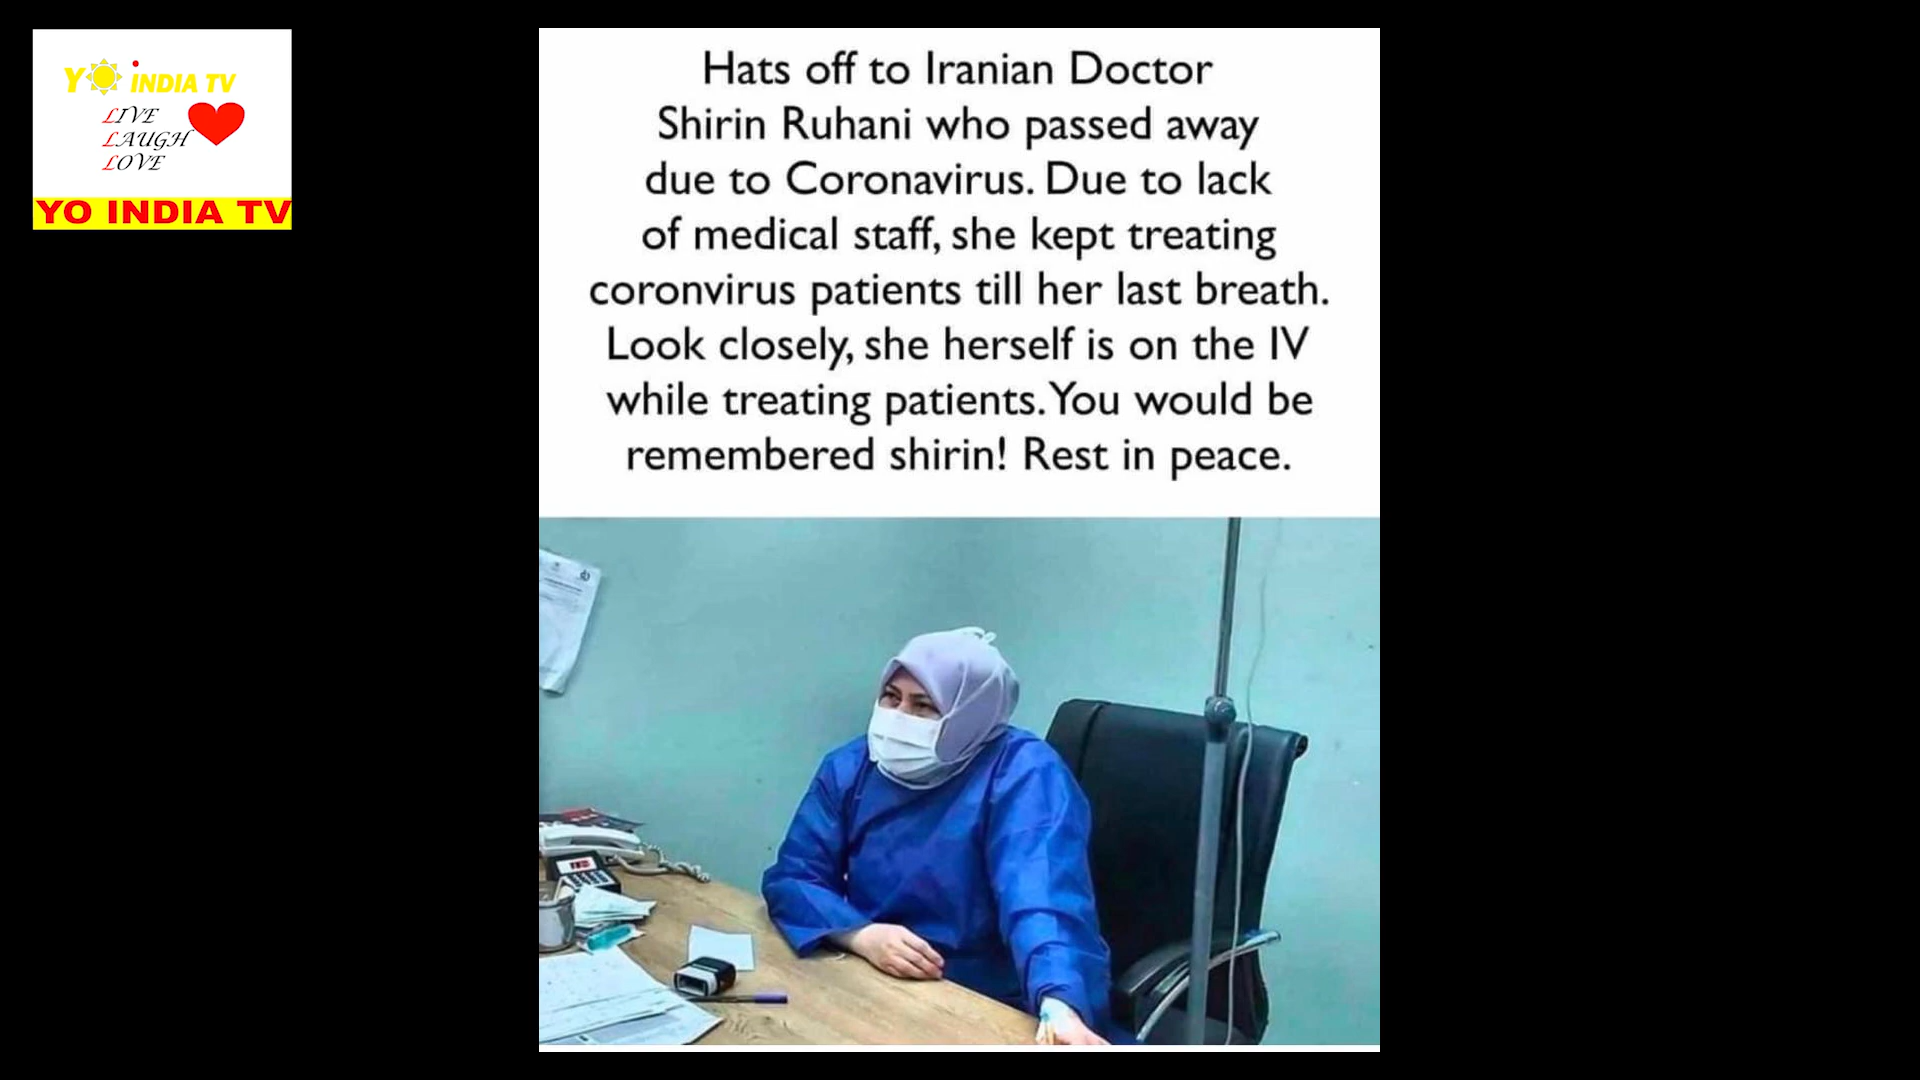 YO INDIA TV
LIVE
LAUGH
LOVE
YO INDIA TV
Hats off to Iranian Doctor
Shirin Ruhani who passed away
due to Coronavirus. Due to lack
of medical staff, she kept treating
coronvirus patients till her last breath.
Look closely, she herself is on the IV
while treating patients. You would be
remembered shirin! Rest in peace.